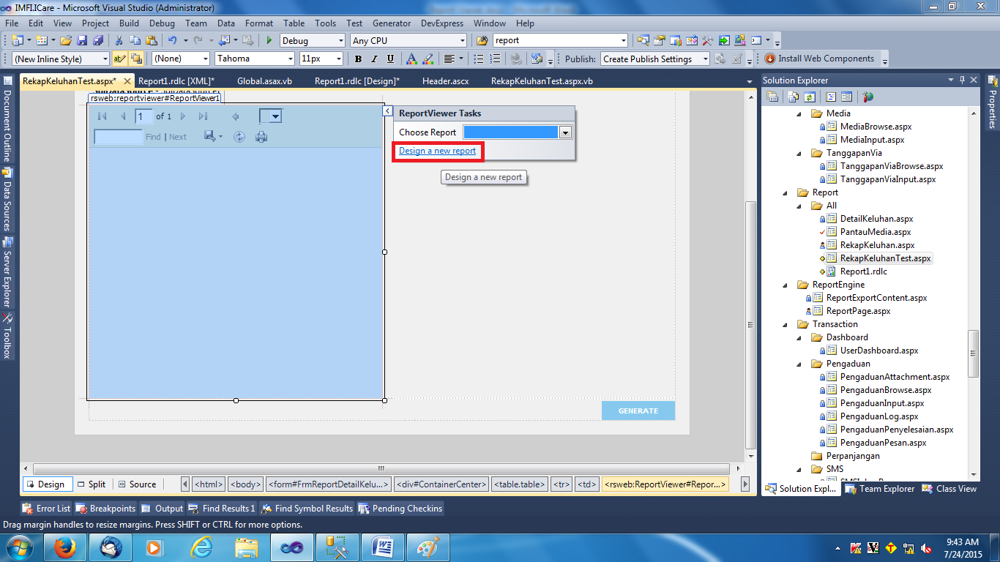 IMFI.ICare - Microsoft Visual Studio (Administrator)
File Edit View Project Build Debug Team Data Format Table Tools Test Generator DevExpress Window Help
Debug Any CPU report
(New Inline Style) (None) Tahoma 11px B I U A Publish: Create Publish Settings Install Web Components
RekapKeluhanTest.aspx* Report1.rdlc [XML]* Global.asax.vb Report1.rdlc [Design]* Header.ascx RekapKeluhanTest.aspx.vb
rsweb:reportviewer#ReportViewer1
1 of 1
Find | Next
ReportViewer Tasks
Choose Report
Design a new report
Design a new report
GENERATE
Document Outline
Data Sources
Server Explorer
Toolbox
Solution Explorer
Media
MediaBrowse.aspx
MediaInput.aspx
TanggapanVia
TanggapanViaBrowse.aspx
TanggapanViaInput.aspx
Report
All
DetailKeluhan.aspx
PantauMedia.aspx
RekapKeluhan.aspx
RekapKeluhanTest.aspx
Report1.rdlc
ReportEngine
ReportExportContent.aspx
ReportPage.aspx
Transaction
Dashboard
UserDashboard.aspx
Pengaduan
PengaduanAttachment.aspx
PengaduanBrowse.aspx
PengaduanInput.aspx
PengaduanLog.aspx
PengaduanPenyelesaian.aspx
PengaduanPesan.aspx
Perpanjangan
SMS
Properties
Design Split Source <html> <body> <form#FrmReportDetailKelu...> <div#ContainerCenter> <table.table> <tr> <td> <rsweb:ReportViewer#Repor...>
Solution Expl... Team Explorer Class View
Error List Breakpoints Output Find Results 1 Find Symbol Results Pending Checkins
Drag margin handles to resize margins. Press SHIFT or CTRL for more options.
9:43 AM
7/24/2015